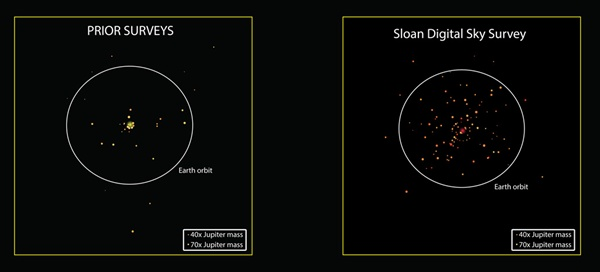 PRIOR SURVEYS
Earth orbit
· 40x Jupiter mass
· 70x Jupiter mass
Sloan Digital Sky Survey
Earth orbit
· 40x Jupiter mass
· 70x Jupiter mass